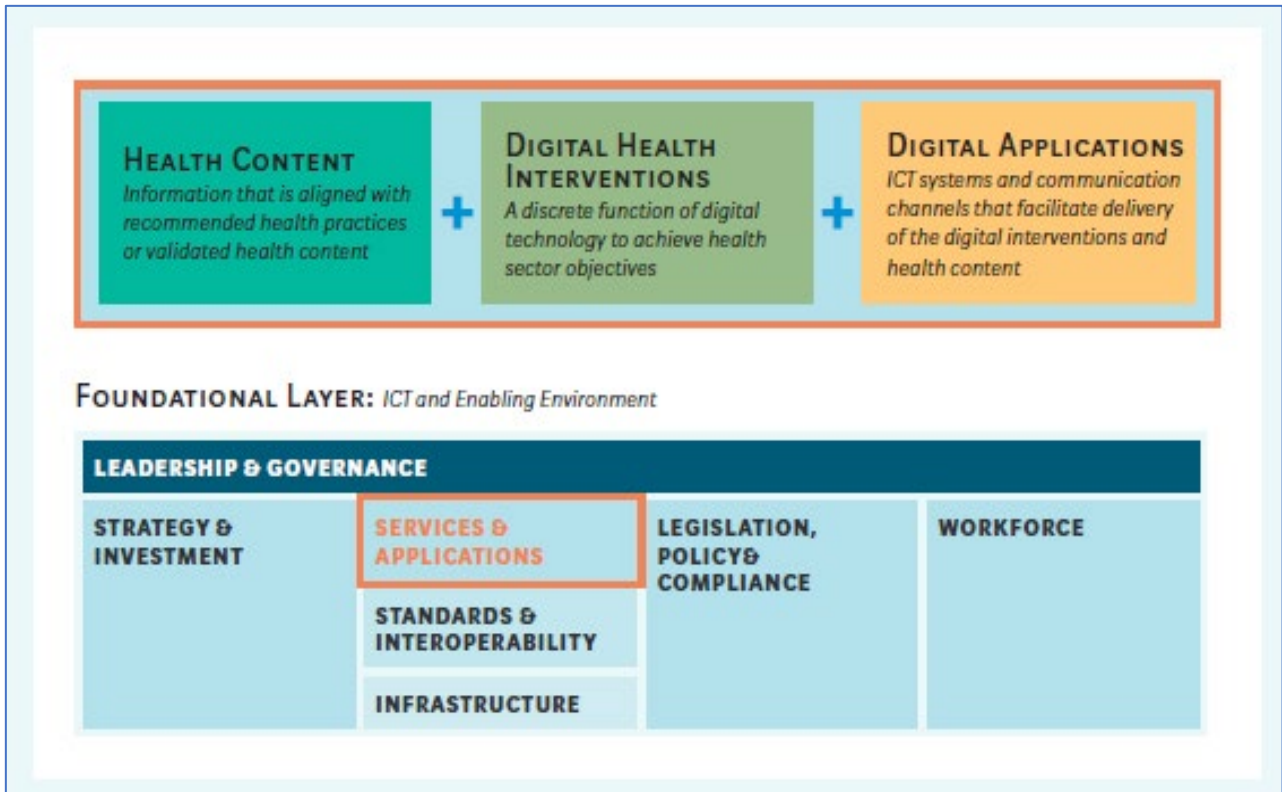 HEALTH CONTENT
Information that is aligned with
recommended health practices
or validated health content
+
DIGITAL HEALTH
INTERVENTIONS
A discrete function of digital
technology to achieve health
sector objectives
+
DIGITAL APPLICATIONS
ICT systems and communication
channels that facilitate delivery
of the digital interventions and
health content
FOUNDATIONAL LAYER: ICT and Enabling Environment
LEADERSHIP & GOVERNANCE
STRATEGY &
INVESTMENT
SERVICES &
APPLICATIONS
STANDARDS &
INTEROPERABILITY
INFRASTRUCTURE
LEGISLATION,
POLICY&
COMPLIANCE
WORKFORCE